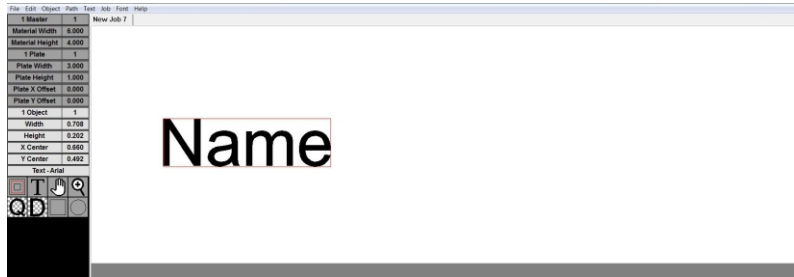 File Edit Object Path Text Job Font Help
1 Master 1
New Job 7
Material Width 6.000
Material Height 4.000
1 Plate 1
Plate Width 3.000
Plate Height 1.000
Plate X Offset 0.000
Plate Y Offset 0.000
1 Object 1
Width 0.708
Height 0.202
X Center 0.660
Y Center 0.492
Text - Arial
T
Q D
Name